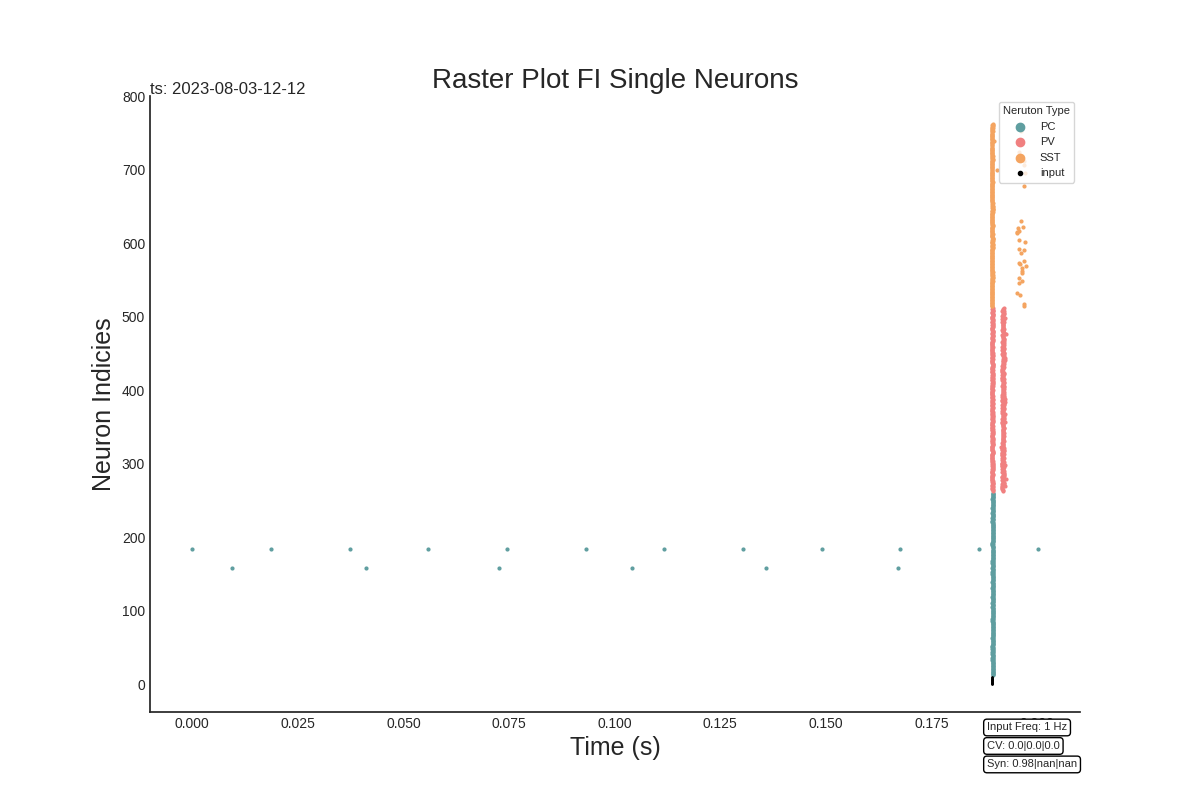 Raster Plot FI Single Neurons
ts: 2023-08-03-12-12
800
700
600
500
400
300
200
100
0
Neuron Indicies
Neruton Type
PC
PV
SST
input
0.000
0.025
0.050
0.075
0.100
0.125
0.150
0.175
Time (s)
Input Freq: 1 Hz
CV: 0.0|0.0|0.0
Syn: 0.98|nan|nan